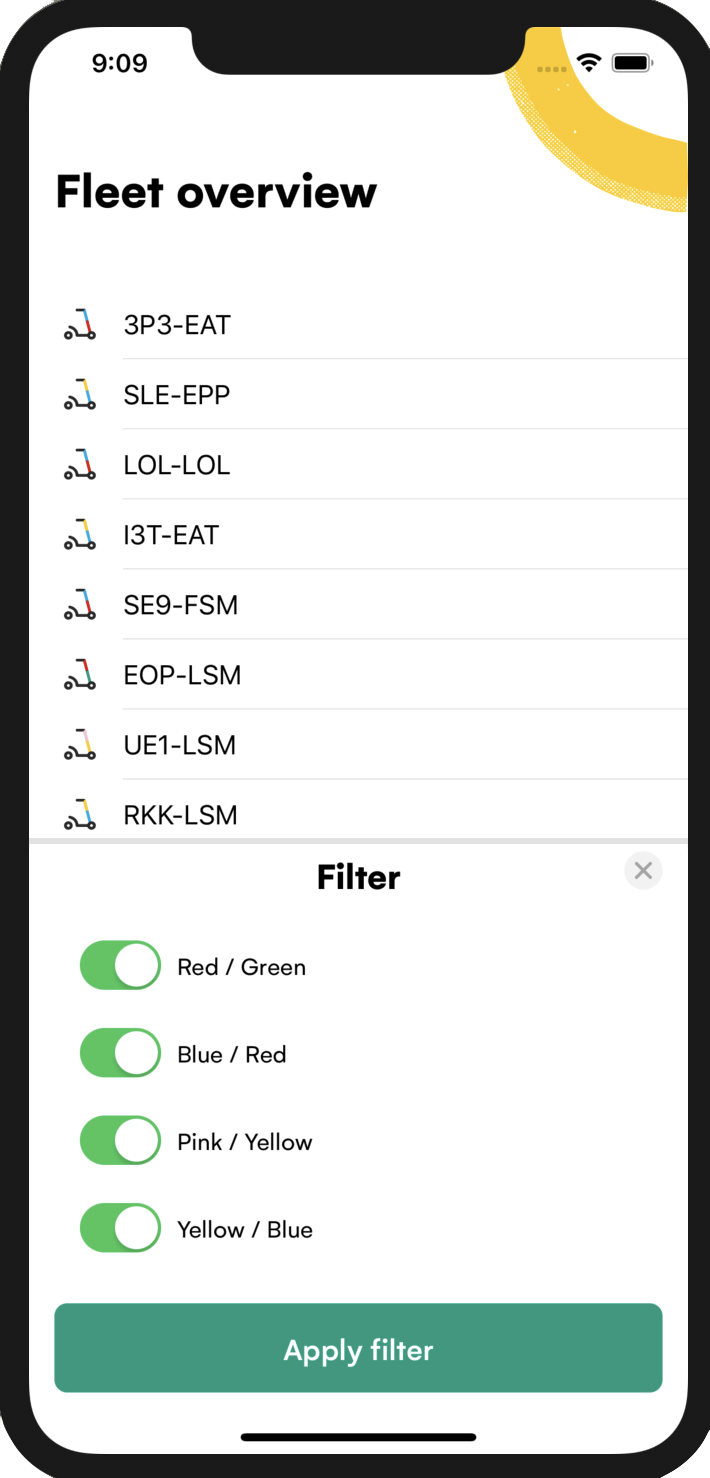 9:09
Fleet overview
3P3-EAT
SLE-EPP
LOL-LOL
I3T-EAT
SE9-FSM
EOP-LSM
UE1-LSM
RKK-LSM
Filter
Red / Green
Blue / Red
Pink / Yellow
Yellow / Blue
Apply filter